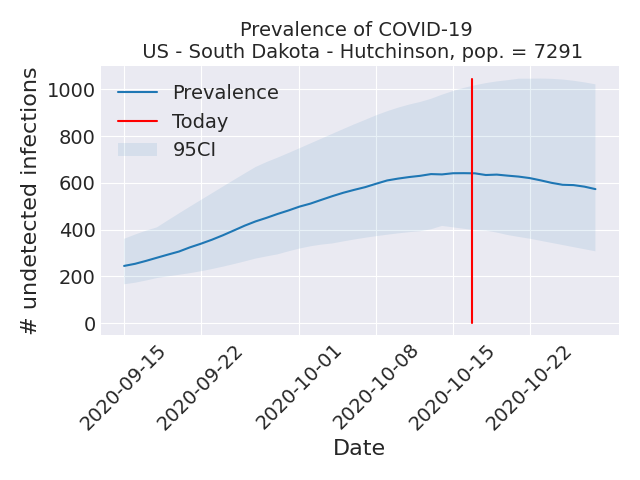 Prevalence of COVID-19
US - South Dakota - Hutchinson, pop. = 7291
# undetected infections
1000
800
600
400
200
0
Prevalence
Today
95CI
2020-09-15
2020-09-22
2020-10-01
2020-10-08
2020-10-15
2020-10-22
Date